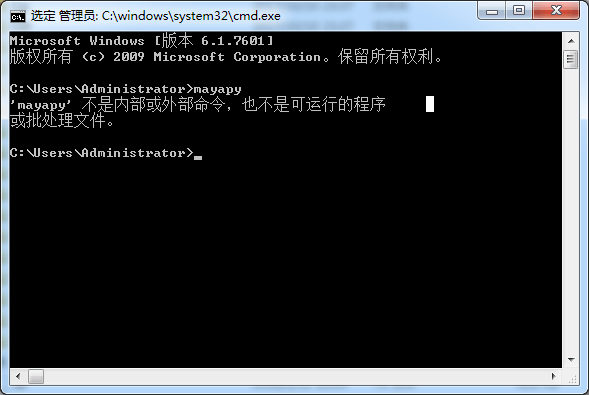 选定 管理员: C:\windows\system32\cmd.exe
Microsoft Windows [版本 6.1.7601]
版权所有 (c) 2009 Microsoft Corporation。保留所有权利。
C:\Users\Administrator>mayapy
'mayapy' 不是内部或外部命令，也不是可运行的程序
或批处理文件。
C:\Users\Administrator>_